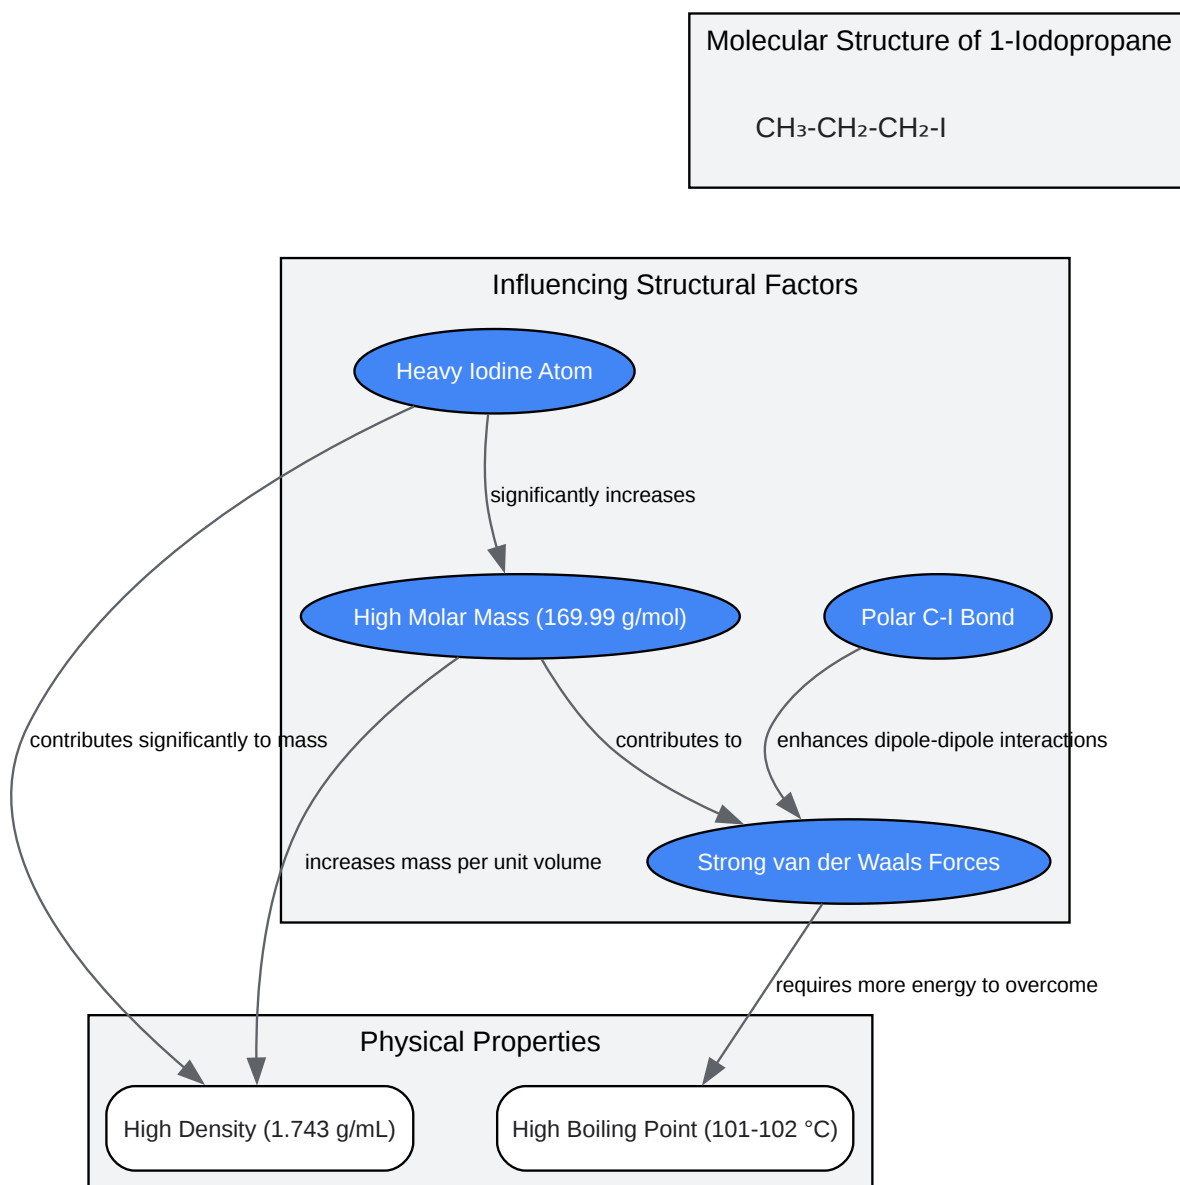 Molecular Structure of 1-Iodopropane
CH₃-CH₂-CH₂-I
Influencing Structural Factors
Heavy Iodine Atom
significantly increases
High Molar Mass (169.99 g/mol)
Polar C-I Bond
contributes significantly to mass
contributes to
enhances dipole-dipole interactions
increases mass per unit volume
Strong van der Waals Forces
requires more energy to overcome
Physical Properties
High Density (1.743 g/mL)
High Boiling Point (101-102 °C)